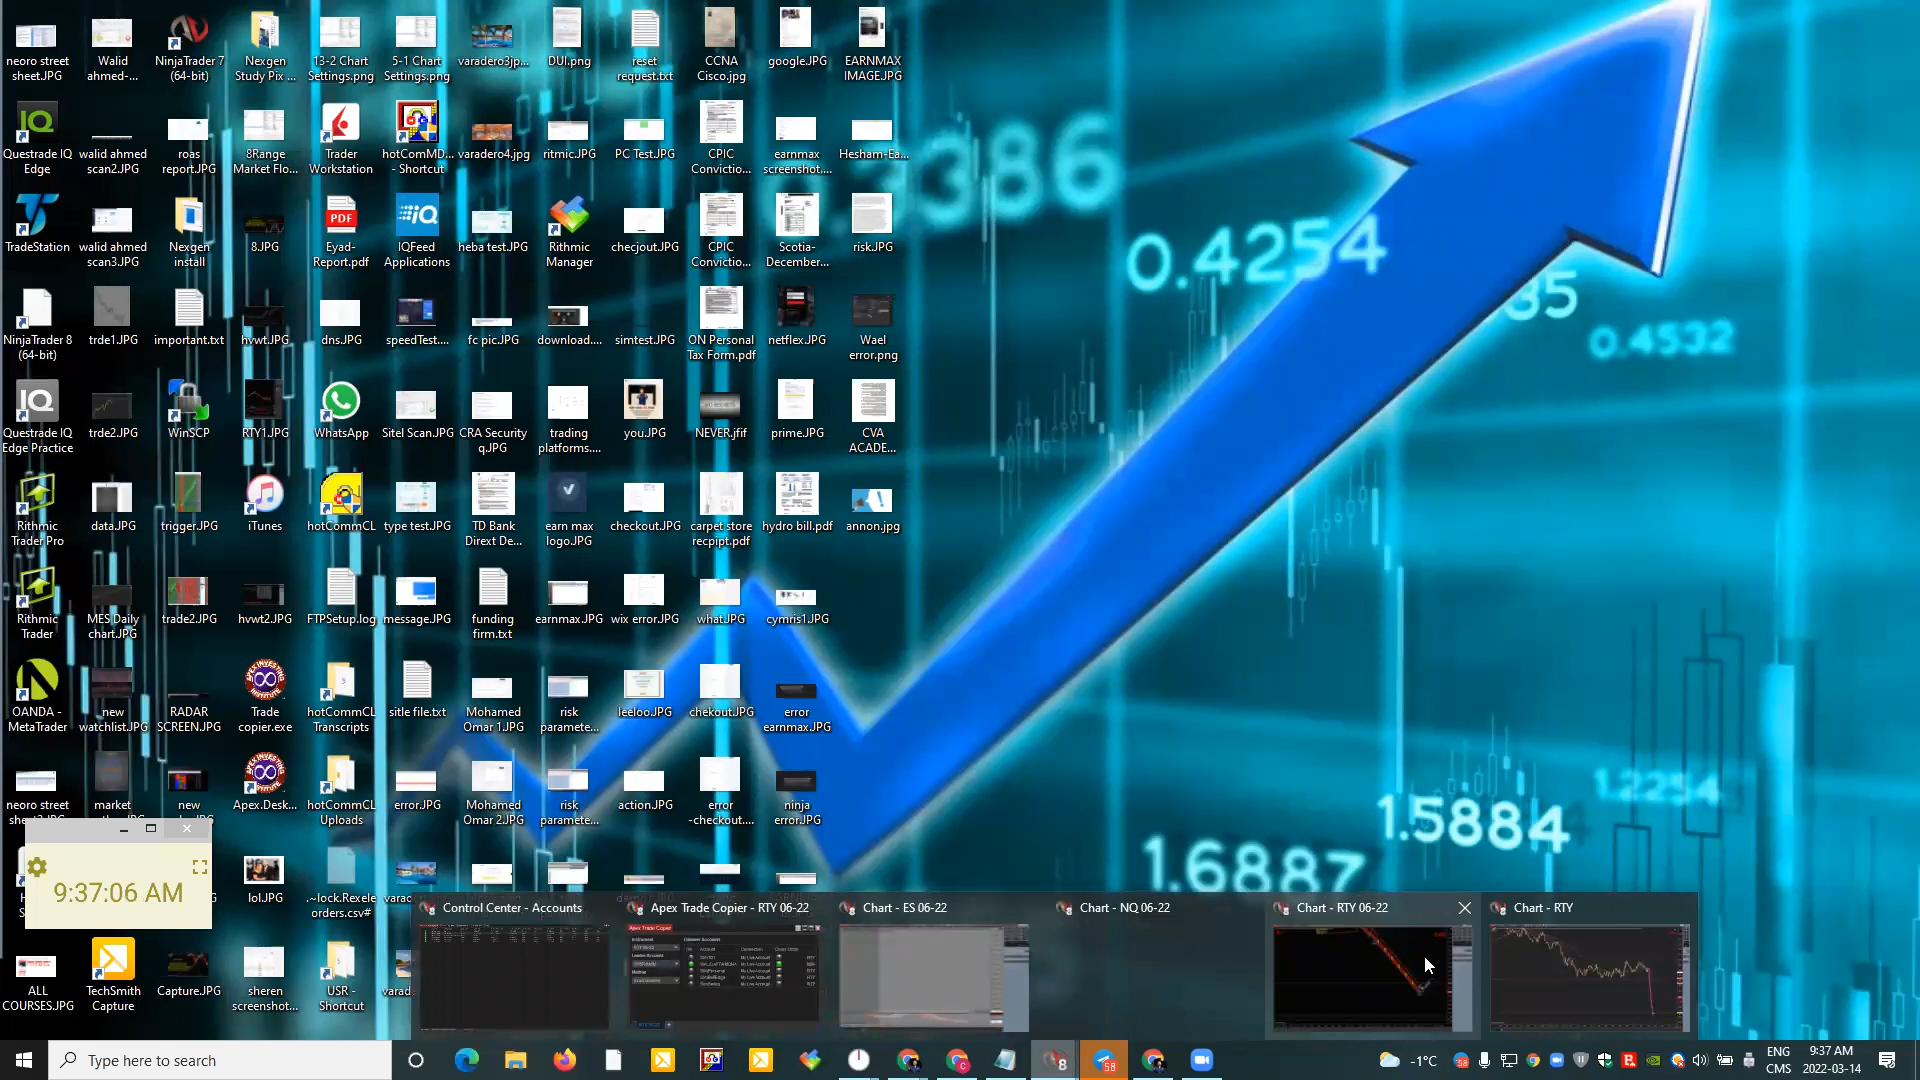 neoro street
sheet.JPG
Walid
ahmed-...
NinjaTrader 7
(64-bit)
Nexgen
Study Pix ...
13-2 Chart
Settings.png
5-1 Chart
Settings.png
varadero3jp...
DUI.png
reset
request.txt
CCNA
Cisco.jpg
google.JPG
EARNMAX
IMAGE.JPG
Questrade IQ
Edge
walid ahmed
scan2.JPG
roas
report.JPG
8Range
Market Flo...
Trader
Workstation
hotComMD...
- Shortcut
varadero4.jpg
ritmic.JPG
PC Test.JPG
CPIC
Convictio...
earnmax
screenshot....
Hesham-Ea...
TradeStation
walid ahmed
scan3.JPG
Nexgen
install
8.JPG
Eyad-
Report.pdf
IQFeed
Applications
heba test.JPG
Rithmic
Manager
checjout.JPG
CPIC
Convictio...
Scotia-
December...
risk.JPG
NinjaTrader 8
(64-bit)
trde1.JPG
important.txt
hvwt.JPG
dns.JPG
speedTest....
fc pic.JPG
download....
simtest.JPG
ON Personal
Tax Form.pdf
netflex.JPG
Wael
error.png
Questrade IQ
Edge Practice
trde2.JPG
WinSCP
RTY1.JPG
WhatsApp
Sitel Scan.JPG
CRA Security
q.JPG
trading
platforms....
you.JPG
NEVER.jfif
prime.JPG
CVA
ACADE...
Rithmic
Trader Pro
data.JPG
trigger.JPG
iTunes
hotCommCL
type test.JPG
TD Bank
Dirext De...
earn max
logo.JPG
checkout.JPG
carpet store
recpipt.pdf
hydro bill.pdf
annon.jpg
Rithmic
Trader
MES Daily
chart.JPG
trade2.JPG
hvwt2.JPG
FTPSetup.log
message.JPG
funding
firm.txt
earnmax.JPG
wix error.JPG
what.JPG
cymris1.JPG
OANDA -
MetaTrader
new
watchlist.JPG
RADAR
SCREEN.JPG
Trade
copier.exe
hotCommCL
Transcripts
sitle file.txt
Mohamed
Omar 1.JPG
risk
paramete...
leeloo.JPG
chekout.JPG
error
earnmax.JPG
neoro street
market
new
Apex.Desk...
hotCommCL
Uploads
error.JPG
Mohamed
Omar 2.JPG
risk
paramete...
action.JPG
error
-checkout....
ninja
error.JPG
9:37:06 AM
lol.JPG
.~lock.Rexele
orders.csv#
ALL
COURSES.JPG
TechSmith
Capture
Capture.JPG
sheren
screenshot...
USR -
Shortcut
3386
0.4254
35
0.4532
1.2254
1.5884
1.6887
Control Center - Accounts
Apex Trade Copier - RTY 06-22
Chart - ES 06-22
Chart - NQ 06-22
Chart - RTY 06-22
Chart - RTY
Type here to search
58
-1°C
ENG
CMS
9:37 AM
2022-03-14